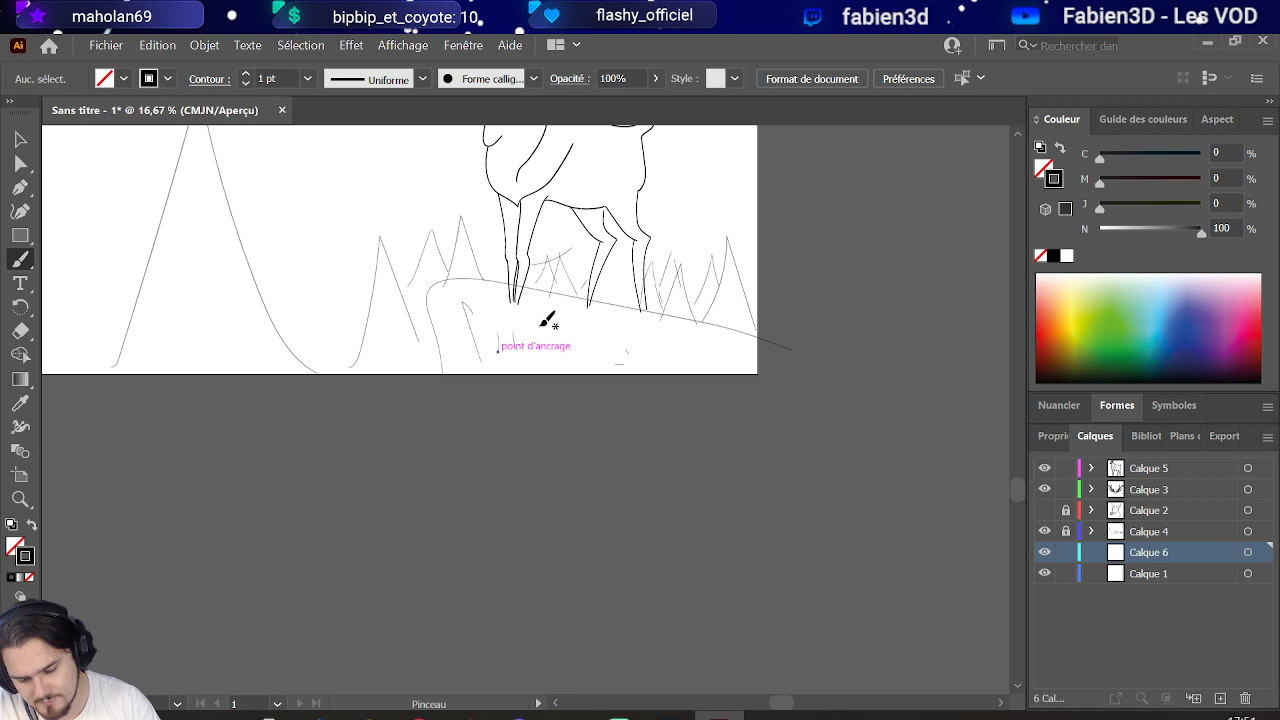 maholan69
bipbip_et_coyote: 10
flashy_officiel
fabien3d
Fabien3D - Les VOD
Ai
Fichier Edition Objet Texte Sélection Effet Affichage Fenêtre Aide
Rechercher dan
Auc. sélect.
Contour :
1 pt
Uniforme
Forme callig...
Opacité :
100%
Style :
Format de document
Préférences
Sans titre - 1* @ 16,67 % (CMJN/Aperçu)
Couleur
Guide des couleurs
Aspect
C 0 %
M 0 %
J 0 %
N 100 %
point d'ancrage
Nuancier
Formes
Symboles
Proprié
Calques
Bibliot
Plans d
Export
Calque 5
Calque 3
Calque 2
Calque 4
Calque 6
Calque 1
6 Cal...
1
Pinceau